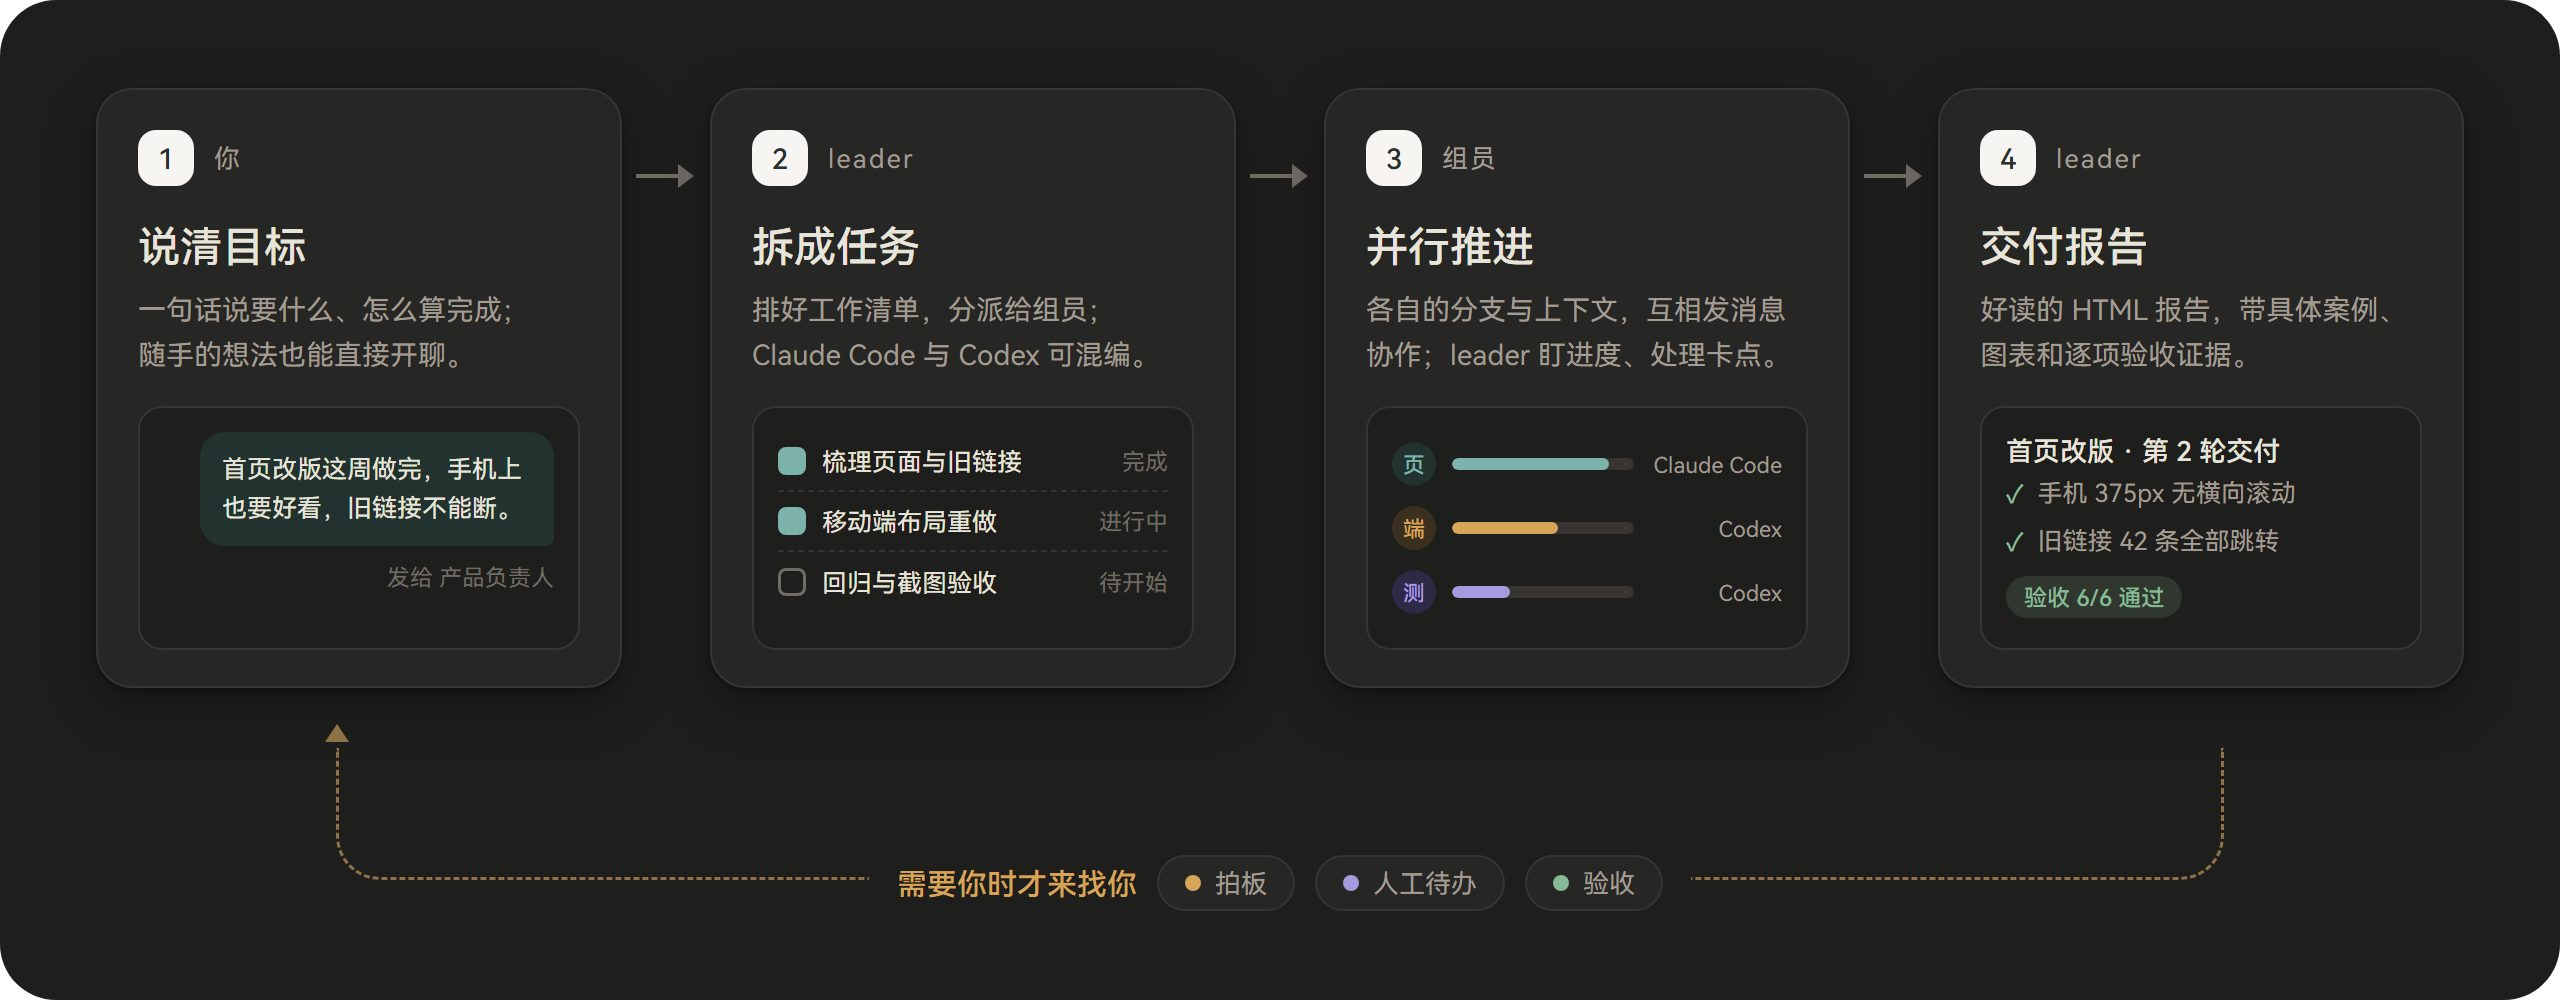 1 你
说清目标
一句话说要什么、怎么算完成；
随手的想法也能直接开聊。
首页改版这周做完，手机上
也要好看，旧链接不能断。
发给 产品负责人
2 leader
拆成任务
排好工作清单，分派给组员；
Claude Code 与 Codex 可混编。
梳理页面与旧链接 完成
移动端布局重做 进行中
回归与截图验收 待开始
3 组员
并行推进
各自的分支与上下文，互相发消息
协作；leader 盯进度、处理卡点。
页 Claude Code
端 Codex
测 Codex
4 leader
交付报告
好读的 HTML 报告，带具体案例、
图表和逐项验收证据。
首页改版 · 第 2 轮交付
✓ 手机 375px 无横向滚动
✓ 旧链接 42 条全部跳转
验收 6/6 通过
需要你时才来找你 拍板 人工待办 验收